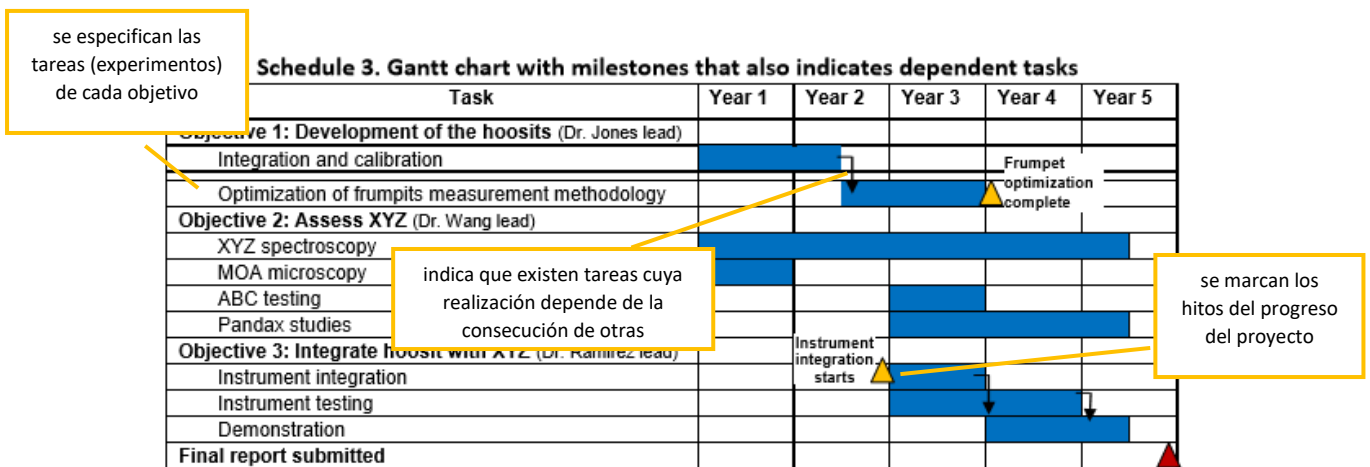 se especifican las
tareas (experimentos)
de cada objetivo
Schedule 3. Gantt chart with milestones that also indicates dependent tasks
Task Year 1 Year 2 Year 3 Year 4 Year 5
Objective 1: Development of the hoosits (Dr. Jones lead)
Integration and calibration
Frumpet
optimization
complete
Optimization of frumpits measurement methodology
Objective 2: Assess XYZ (Dr. Wang lead)
XYZ spectroscopy
MOA microscopy
ABC testing
Pandax studies
indica que existen tareas cuya
realización depende de la
consecución de otras
se marcan los
hitos del progreso
del proyecto
Objective 3: Integrate hoosit with XYZ (Dr. Ramirez lead)
Instrument
integration
starts
Instrument integration
Instrument testing
Demonstration
Final report submitted